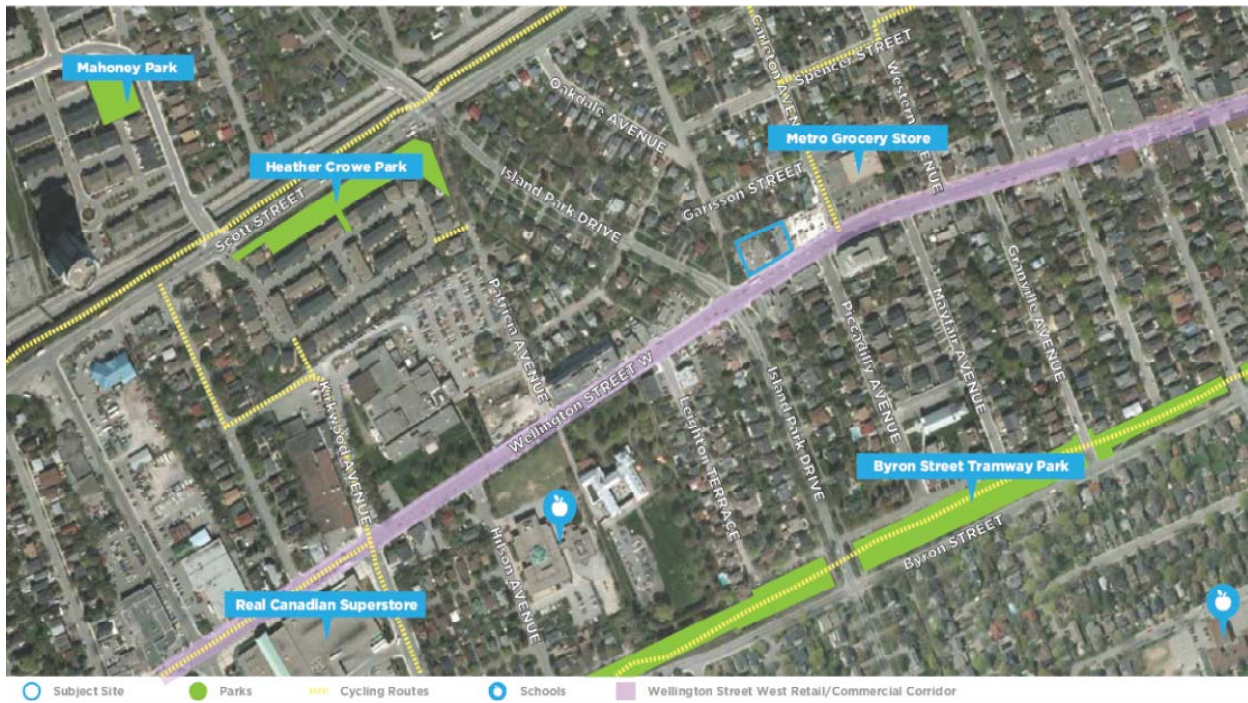 Mahoney Park
Heather Crowe Park
Scott STREET
Oakdale AVENUE
Island Park DRIVE
Carleton AVENUE
Spencer STREET
Western AVENUE
Metro Grocery Store
Garisson STREET
Patricia AVENUE
Wellington STREET W
Kirkwood AVENUE
Leighton TERRACE
Island Park DRIVE
Piccadilly AVENUE
Mayfair AVENUE
Granville AVENUE
Byron Street Tramway Park
Byron STREET
Hilson AVENUE
Real Canadian Superstore
Subject Site
Parks
Cycling Routes
Schools
Wellington Street West Retail/Commercial Corridor